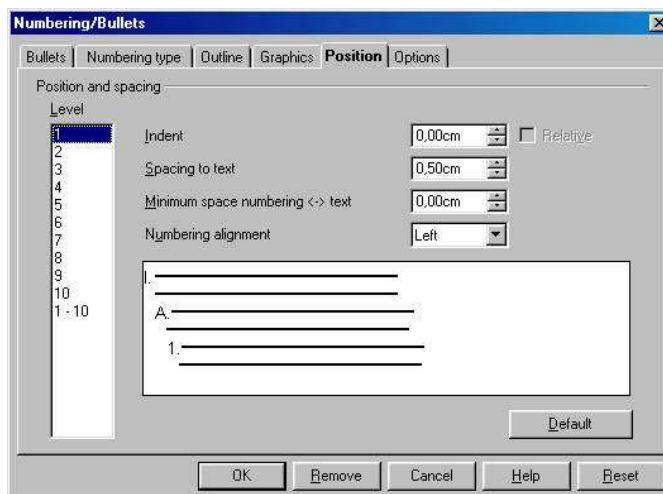 Numbering/Bullets
Bullets Numbering type Outline Graphics Position Options
Position and spacing
Level
1
2
3
4
5
6
7
8
9
10
1 - 10
Indent 0,00cm Relative
Spacing to text 0,50cm
Minimum space numbering <-> text 0,00cm
Numbering alignment Left
I.
A.
1.
Default
OK Remove Cancel Help Reset